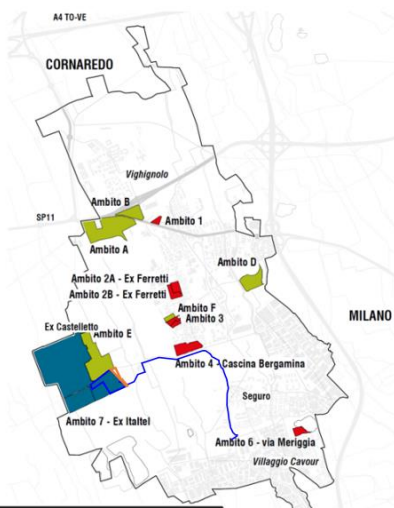 A4 TO-VE
CORNAREDO
Vighignolo
Ambito B
SP11
Ambito 1
Ambito A
Ambito D
Ambito 2A - Ex Ferretti
Ambito 2B - Ex Ferretti
Ambito F
Ambito 3
MILANO
Ex Castelletto
Ambito E
Ambito 4 - Cascina Bergamina
Seguro
Ambito 7 - Ex Italtel
Ambito 6 - via Meriggia
Villaggio Cavour